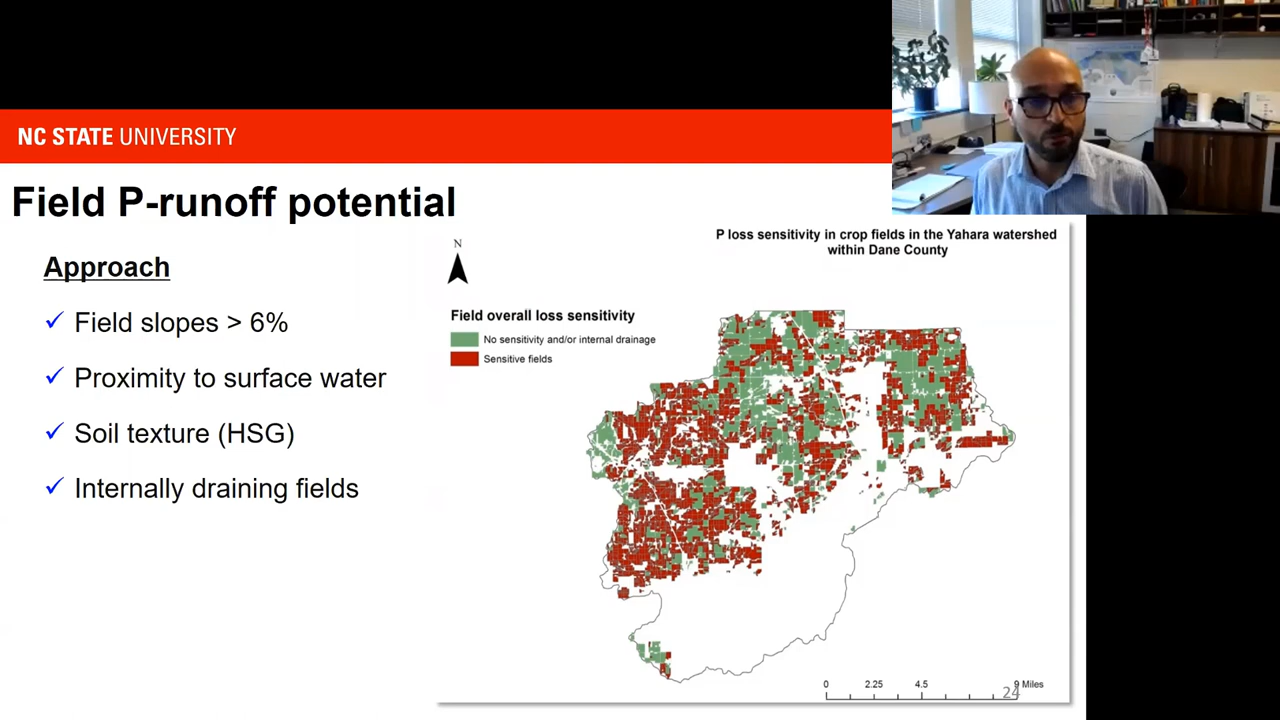 NC STATE UNIVERSITY
Field P-runoff potential
Approach
Field slopes > 6%
Proximity to surface water
Soil texture (HSG)
Internally draining fields
P loss sensitivity in crop fields in the Yahara watershed
within Dane County
N
Field overall loss sensitivity
No sensitivity and/or internal drainage
Sensitive fields
0 2.25 4.5 9 Miles
24